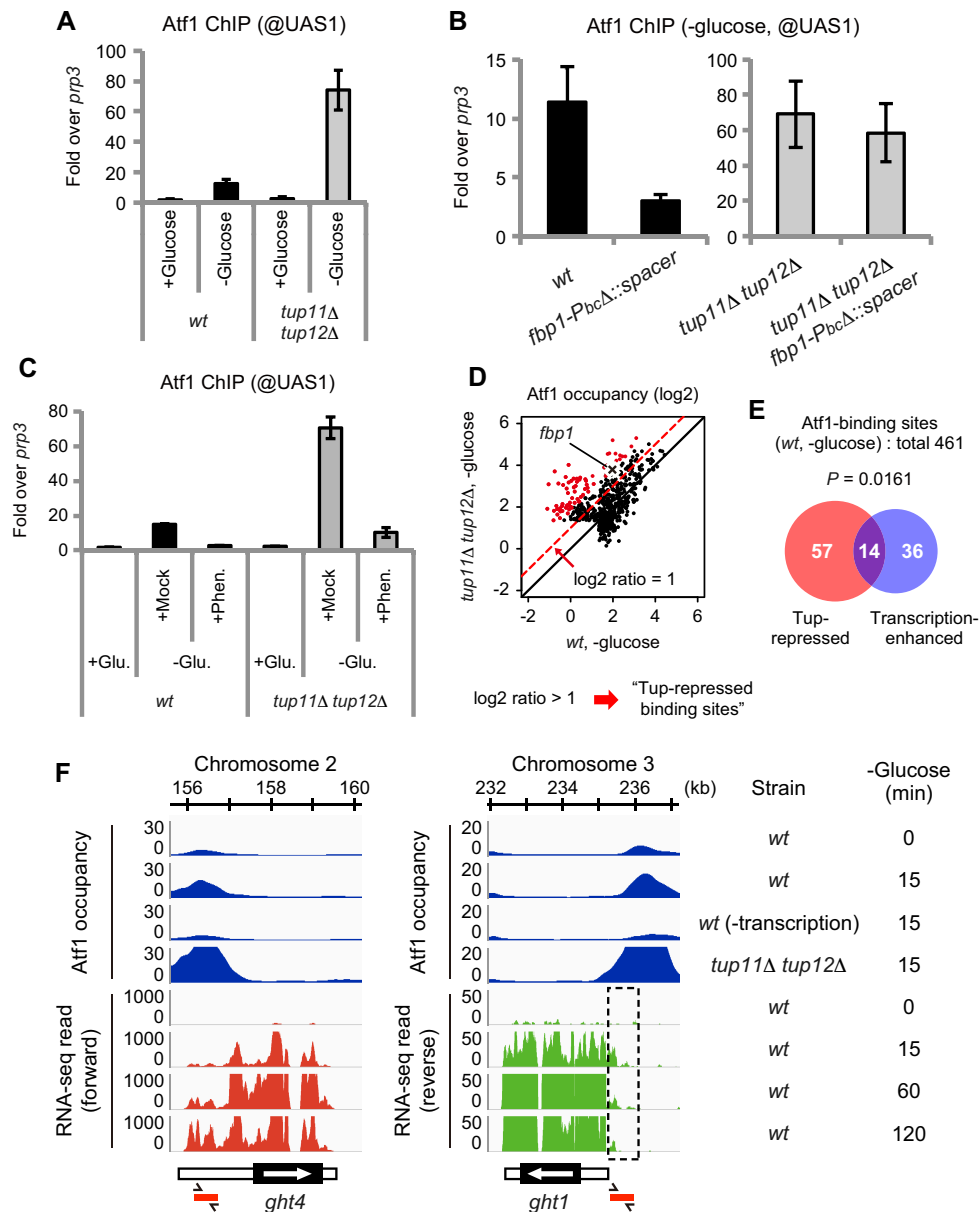 A
Atf1 ChIP (@UAS1)
Fold over prp3
100
80
60
40
20
0
+Glucose
-Glucose
+Glucose
-Glucose
wt
tup11Δ
tup12Δ
B
Atf1 ChIP (-glucose, @UAS1)
Fold over prp3
15
10
5
0
wt
fbp1-PbcΔ::spacer
100
80
60
40
20
0
tup11Δ tup12Δ
tup11Δ tup12Δ
fbp1-PbcΔ::spacer
C
Atf1 ChIP (@UAS1)
Fold over prp3
80
60
40
20
0
+Mock
+Phen.
+Mock
+Phen.
+Glu.
-Glu.
+Glu.
-Glu.
wt
tup11Δ tup12Δ
D
Atf1 occupancy (log2)
tup11Δ tup12Δ, -glucose
6
4
2
0
-2
fbp1
log2 ratio = 1
-2
0
2
4
6
wt, -glucose
log2 ratio > 1
“Tup-repressed
binding sites”
E
Atf1-binding sites
(wt, -glucose) : total 461
P = 0.0161
57
14
36
Tup-
repressed
Transcription-
enhanced
F
Chromosome 2
156
158
160
Chromosome 3
232
234
236
(kb)
Strain
-Glucose
(min)
Atf1 occupancy
30
0
30
0
30
0
30
0
RNA-seq read
(forward)
1000
0
1000
0
1000
0
1000
0
ght4
Atf1 occupancy
20
0
20
0
20
0
20
0
RNA-seq read
(reverse)
50
0
50
0
50
0
50
0
ght1
wt
0
wt
15
wt (-transcription)
15
tup11Δ tup12Δ
15
wt
0
wt
15
wt
60
wt
120